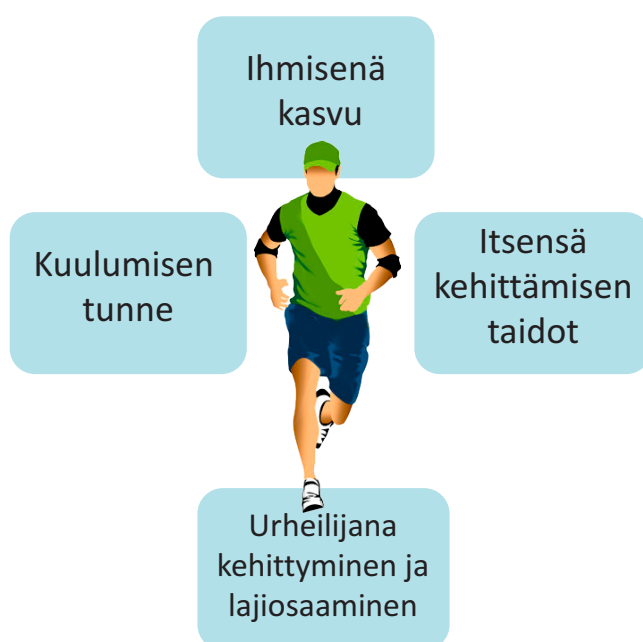 Ihmisenä
kasvu
Kuulumisen
tunne
Itsensä
kehittämisen
taidot
Urheilijana
kehittyminen ja
lajiosaaminen